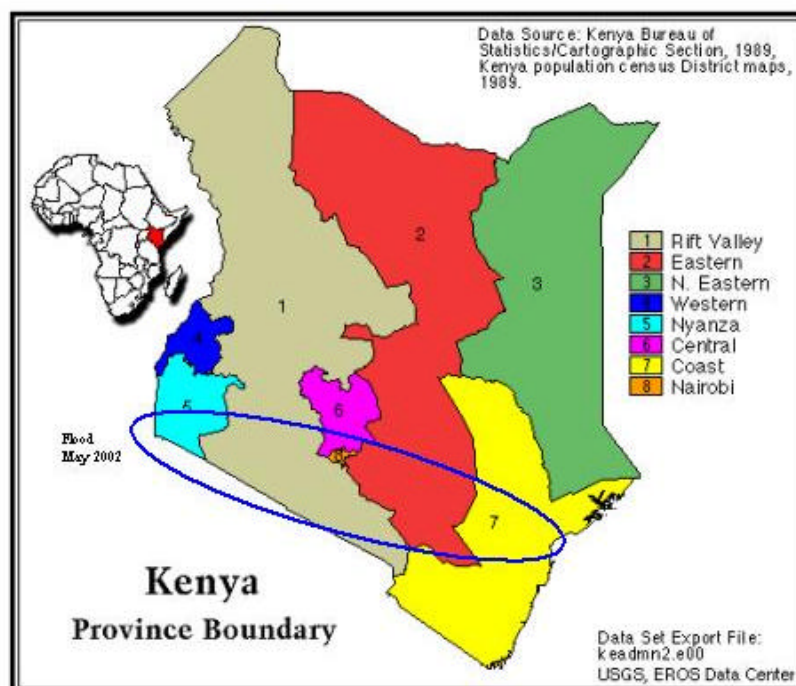 Data Source: Kenya Bureau of
Statistics/Cartographic Section, 1989,
Kenya population census District maps,
1989.
1 Rift Valley
2 Eastern
3 N. Eastern
4 Western
5 Nyanza
6 Central
7 Coast
8 Nairobi
1
2
3
4
5
6
7
8
Flood
May 2002
Kenya
Province Boundary
Data Set Export File:
keadmn2.e00
USGS, EROS Data Center